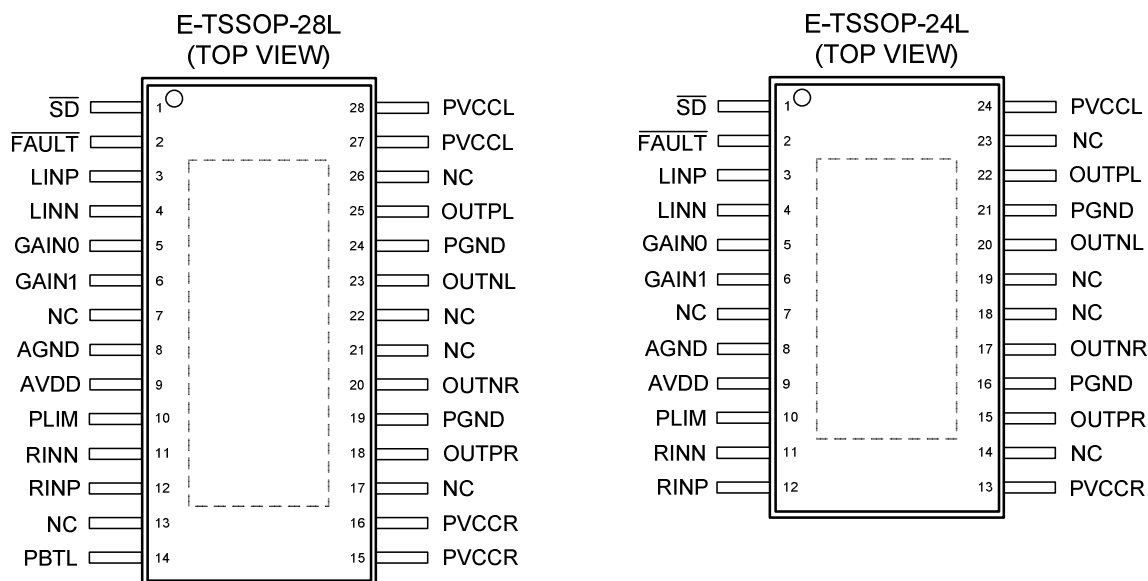 E-TSSOP-28L
(TOP VIEW)
SD 1 28 PVCCL
FAULT 2 27 PVCCL
LINP 3 26 NC
LINN 4 25 OUTPL
GAIN0 5 24 PGND
GAIN1 6 23 OUTNL
NC 7 22 NC
AGND 8 21 NC
AVDD 9 20 OUTNR
PLIM 10 19 PGND
RINN 11 18 OUTPR
RINP 12 17 NC
NC 13 16 PVCCR
PBTL 14 15 PVCCR
E-TSSOP-24L
(TOP VIEW)
SD 1 24 PVCCL
FAULT 2 23 NC
LINP 3 22 OUTPL
LINN 4 21 PGND
GAIN0 5 20 OUTNL
GAIN1 6 19 NC
NC 7 18 NC
AGND 8 17 OUTNR
AVDD 9 16 PGND
PLIM 10 15 OUTPR
RINN 11 14 NC
RINP 12 13 PVCCR